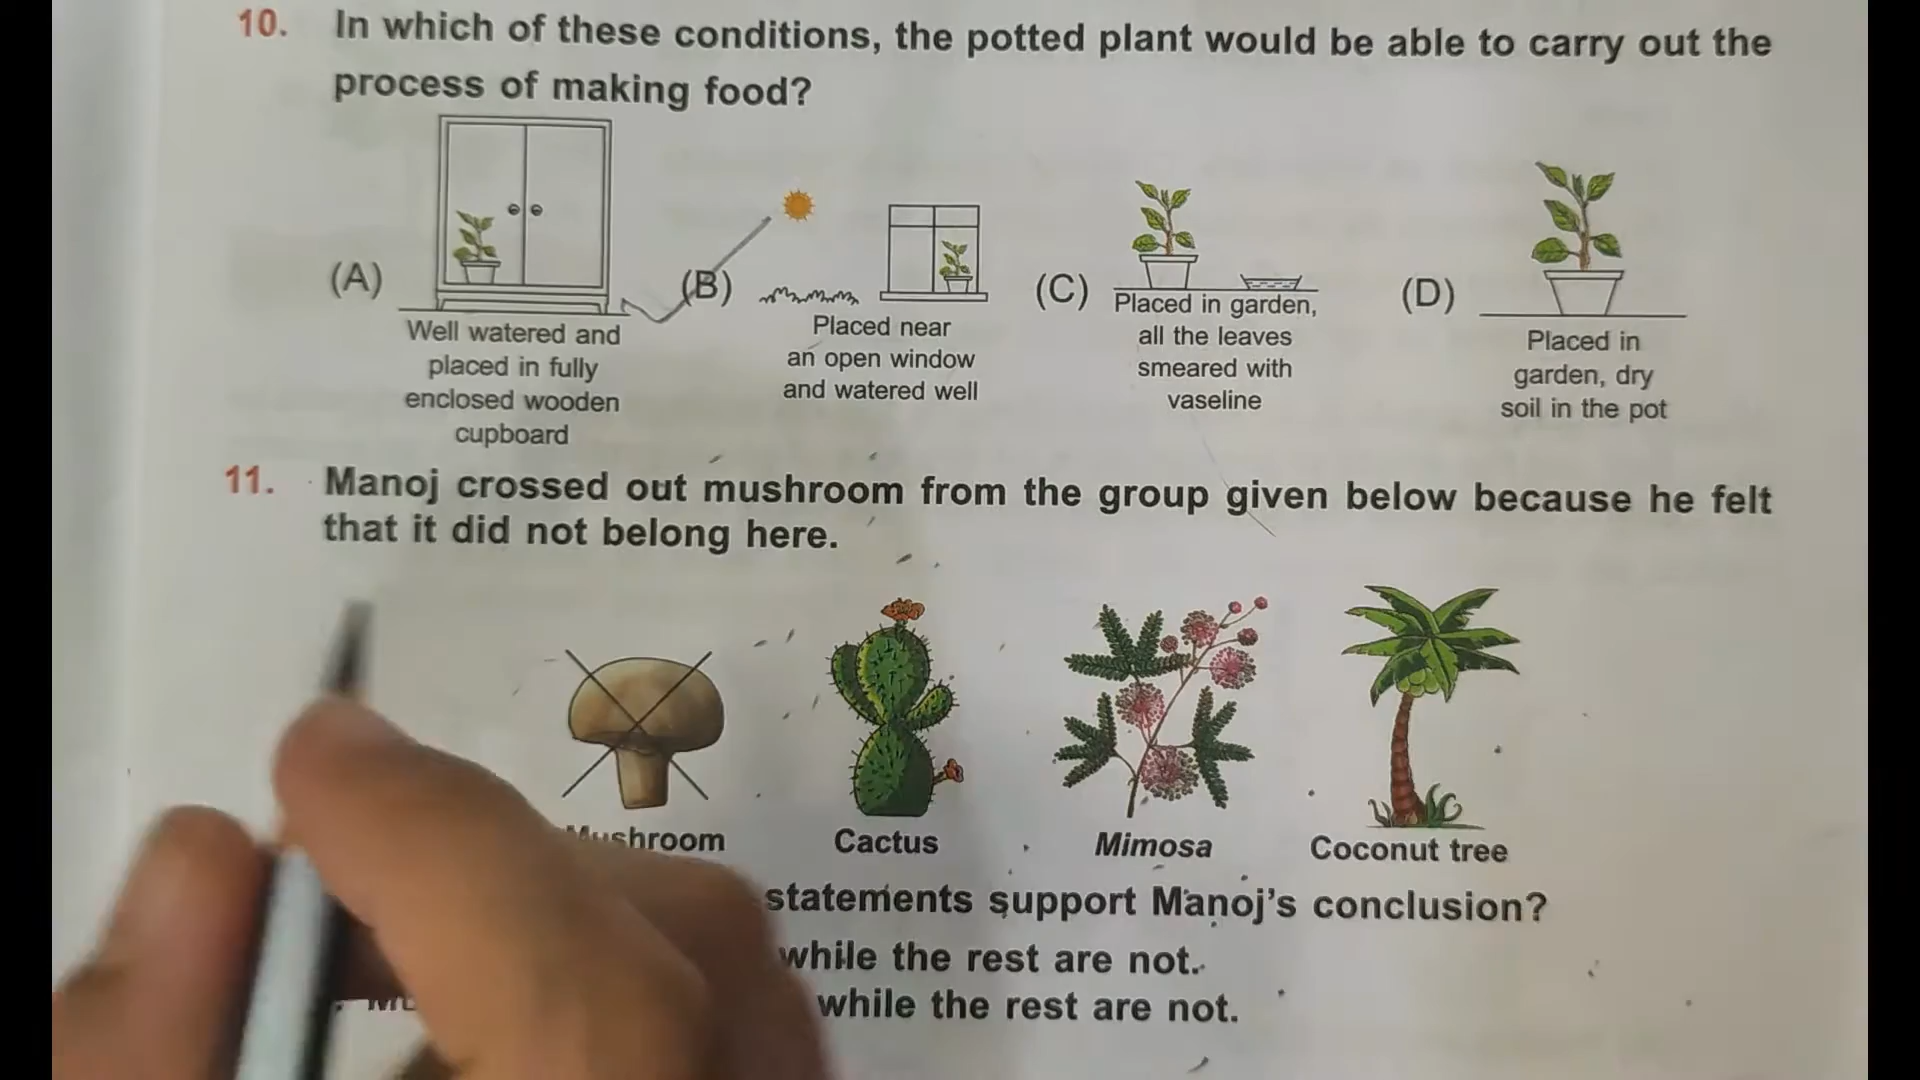 10. In which of these conditions, the potted plant would be able to carry out the
process of making food?
(A)
Well watered and
placed in fully
enclosed wooden
cupboard
(B)
Placed near
an open window
and watered well
(C)
Placed in garden,
all the leaves
smeared with
vaseline
(D)
Placed in
garden, dry
soil in the pot
11. Manoj crossed out mushroom from the group given below because he felt
that it did not belong here.
Mushroom
Cactus
Mimosa
Coconut tree
statements support Manoj's conclusion?
while the rest are not.
while the rest are not.